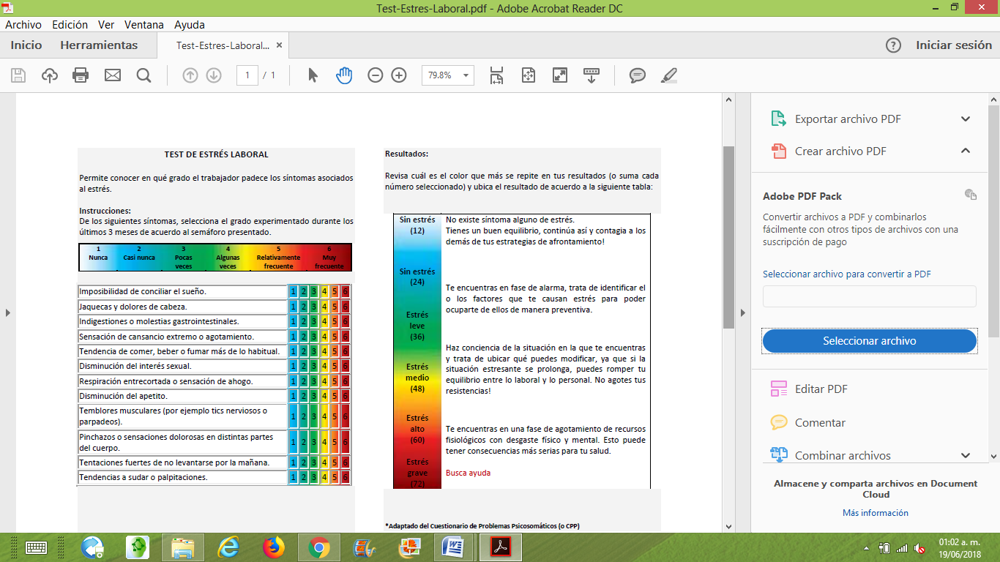 Test-Estres-Laboral.pdf - Adobe Acrobat Reader DC
Archivo Edición Ver Ventana Ayuda
Inicio Herramientas Test-Estres-Laboral... × ? Iniciar sesión
1 / 1 79.8%
TEST DE ESTRÉS LABORAL
Permite conocer en qué grado el trabajador padece los síntomas asociados
al estrés.
Instrucciones:
De los siguientes síntomas, selecciona el grado experimentado durante los
últimos 3 meses de acuerdo al semáforo presentado.
1 2 3 4 5 6
Nunca Casi nunca Pocas Algunas Relativamente Muy
veces veces frecuente frecuente
Imposibilidad de conciliar el sueño. 1 2 3 4 5 6
Jaquecas y dolores de cabeza. 1 2 3 4 5 6
Indigestiones o molestias gastrointestinales. 1 2 3 4 5 6
Sensación de cansancio extremo o agotamiento. 1 2 3 4 5 6
Tendencia de comer, beber o fumar más de lo habitual. 1 2 3 4 5 6
Disminución del interés sexual. 1 2 3 4 5 6
Respiración entrecortada o sensación de ahogo. 1 2 3 4 5 6
Disminución del apetito. 1 2 3 4 5 6
Temblores musculares (por ejemplo tics nerviosos o
parpadeos). 1 2 3 4 5 6
Pinchazos o sensaciones dolorosas en distintas partes
del cuerpo. 1 2 3 4 5 6
Tentaciones fuertes de no levantarse por la mañana. 1 2 3 4 5 6
Tendencias a sudar o palpitaciones. 1 2 3 4 5 6
Resultados:
Revisa cuál es el color que más se repite en tus resultados (o suma cada
número seleccionado) y ubica el resultado de acuerdo a la siguiente tabla:
Sin estrés
(12)
No existe síntoma alguno de estrés.
Tienes un buen equilibrio, continúa así y contagia a los
demás de tus estrategias de afrontamiento!
Sin estrés
(24)
Te encuentras en fase de alarma, trata de identificar el
o los factores que te causan estrés para poder
ocuparte de ellos de manera preventiva.
Estrés
leve
(36)
Haz conciencia de la situación en la que te encuentras
y trata de ubicar qué puedes modificar, ya que si la
situación estresante se prolonga, puedes romper tu
equilibrio entre lo laboral y lo personal. No agotes tus
resistencias!
Estrés
medio
(48)
Estrés
alto
(60)
Te encuentras en una fase de agotamiento de recursos
fisiológicos con desgaste físico y mental. Esto puede
tener consecuencias más serias para tu salud.
Estrés
grave
(72)
Busca ayuda
*Adaptado del Cuestionario de Problemas Psicosomáticos (o CPP)
Exportar archivo PDF
Crear archivo PDF
Adobe PDF Pack
Convertir archivos a PDF y combinarlos
fácilmente con otros tipos de archivos con una
suscripción de pago
Seleccionar archivo para convertir a PDF
Seleccionar archivo
Editar PDF
Comentar
Combinar archivos
Almacene y comparta archivos en Document
Cloud
Más información
01:02 a. m.
19/06/2018